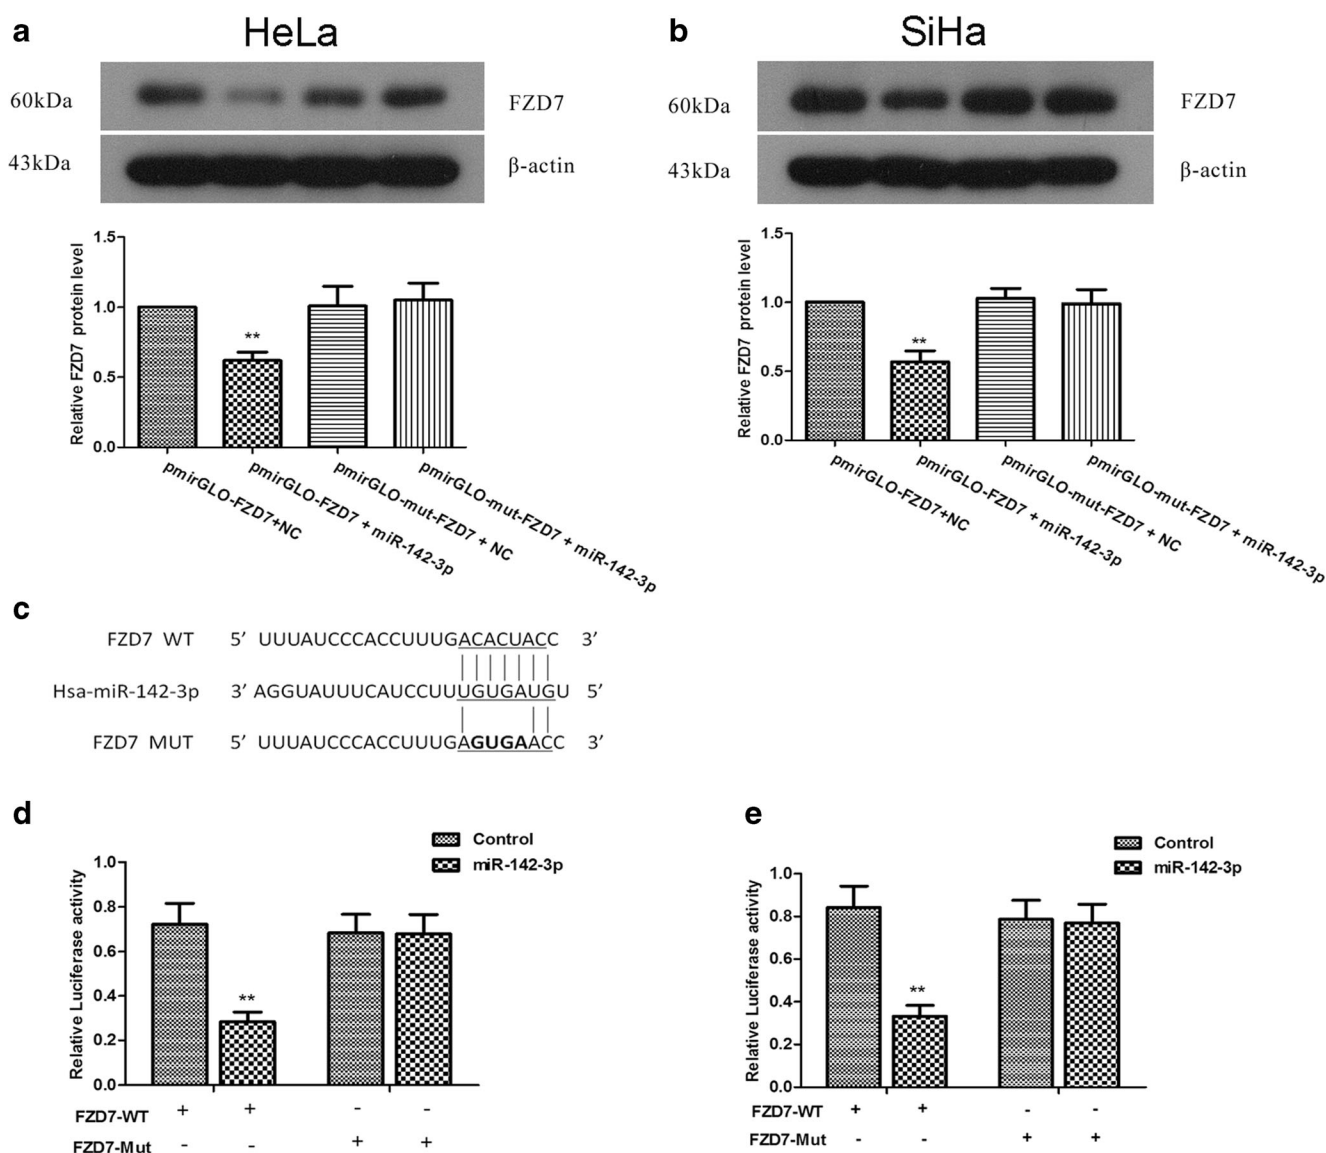 a
HeLa
60kDa
FZD7
43kDa
β-actin
Relative FZD7 protein level
1.5
1.0
0.5
0.0
**
pmirGLO-FZD7+NC
pmirGLO-FZD7 + miR-142-3p
pmirGLO-mut-FZD7 + NC
pmirGLO-mut-FZD7 + miR-142-3p
b
SiHa
60kDa
FZD7
43kDa
β-actin
Relative FZD7 protein level
1.5
1.0
0.5
0.0
**
pmirGLO-FZD7+NC
pmirGLO-FZD7 + miR-142-3p
pmirGLO-mut-FZD7 + NC
pmirGLO-mut-FZD7 + miR-142-3p
c
FZD7 WT 5′ UUUAUCCCACCUUUGACACUACC 3′
Hsa-miR-142-3p 3′ AGGUAUUUCAUCCUUUGUGAUGU 5′
FZD7 MUT 5′ UUUAUCCCACCUUUGAGUGAACC 3′
d
Control
miR-142-3p
Relative Luciferase activity
1.0
0.8
0.6
0.4
0.2
0.0
**
FZD7-WT + + - -
FZD7-Mut - - + +
e
Control
miR-142-3p
Relative Luciferase activity
1.0
0.8
0.6
0.4
0.2
0.0
**
FZD7-WT + + - -
FZD7-Mut - - + +